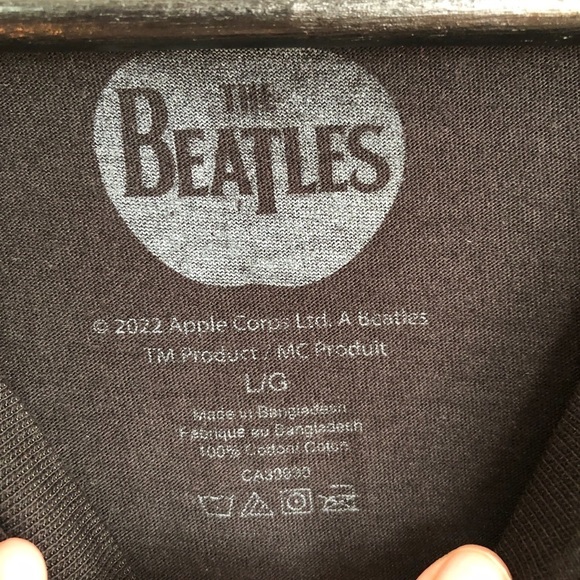 THE
BEATLES
© 2022 Apple Corps Ltd. A Beatles
TM Product / MC Produit
L/G
Made in Bangladesh
Fabriqué au Bangladesh
100% Cotton/ Coton